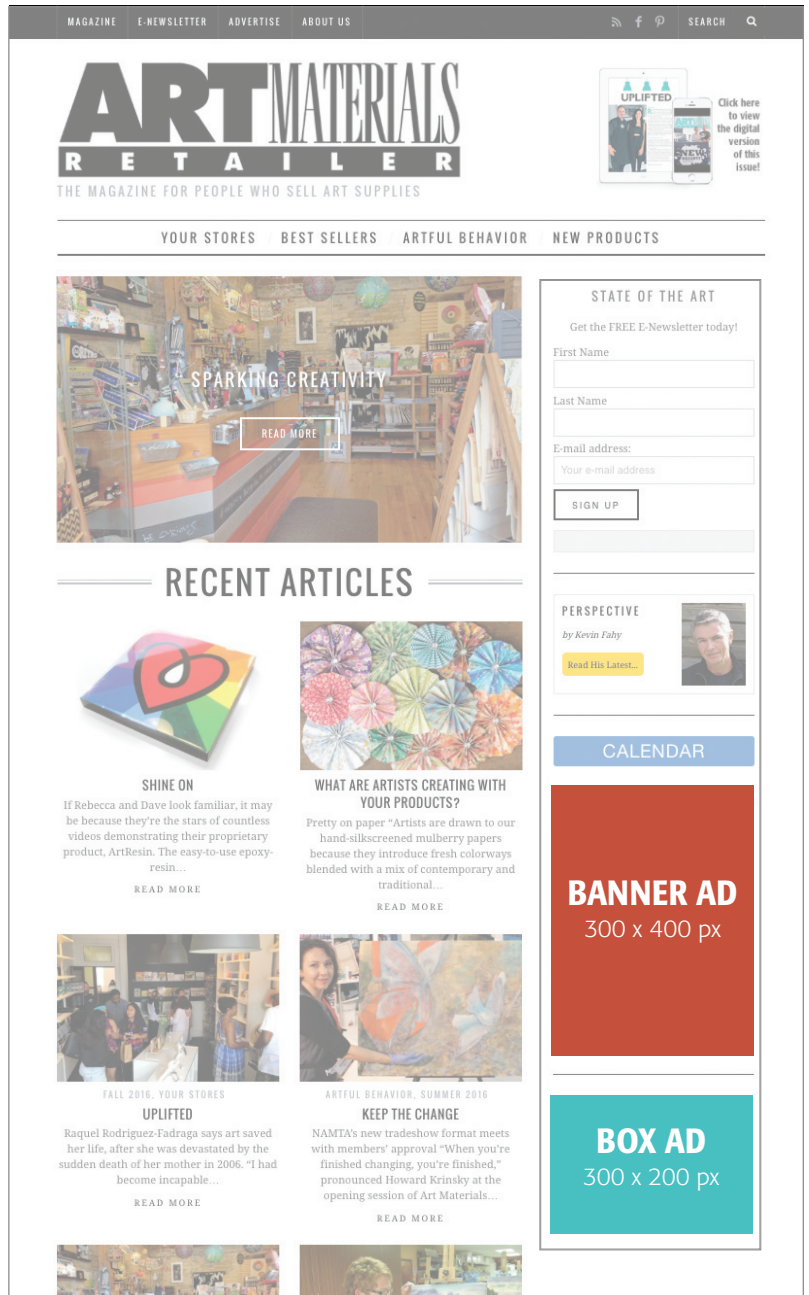 MAGAZINE E-NEWSLETTER ADVERTISE ABOUT US SEARCH
ART MATERIALS
RETAILER
THE MAGAZINE FOR PEOPLE WHO SELL ART SUPPLIES
UPLIFTED
Click here
to view
the digital
version
of this
issue!
YOUR STORES / BEST SELLERS / ARTFUL BEHAVIOR / NEW PRODUCTS
SPARKING CREATIVITY
READ MORE
STATE OF THE ART
Get the FREE E-Newsletter today!
First Name
Last Name
E-mail address:
Your e-mail address
SIGN UP
PERSPECTIVE
by Kevin Fahy
Read His Latest...
CALENDAR
BANNER AD
300 x 400 px
BOX AD
300 x 200 px
RECENT ARTICLES
SHINE ON
If Rebecca and Dave look familiar, it may
be because they're the stars of countless
videos demonstrating their proprietary
product, ArtResin. The easy-to-use epoxy-
resin…
READ MORE
WHAT ARE ARTISTS CREATING WITH
YOUR PRODUCTS?
Pretty on paper “Artists are drawn to our
hand-silkscreened mulberry papers
because they introduce fresh colorways
blended with a mix of contemporary and
traditional…
READ MORE
FALL 2016, YOUR STORES
UPLIFTED
Raquel Rodriguez-Fadraga says art saved
her life, after she was devastated by the
sudden death of her mother in 2006. “I had
become incapable…
READ MORE
ARTFUL BEHAVIOR, SUMMER 2016
KEEP THE CHANGE
NAMTA's new tradeshow format meets
with members' approval “When you're
finished changing, you're finished,”
pronounced Howard Krinsky at the
opening session of Art Materials…
READ MORE